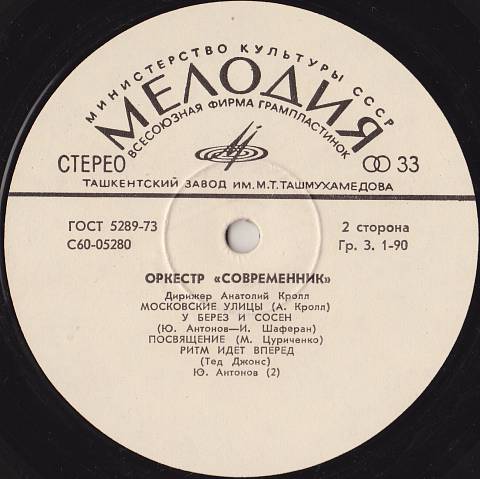 МИНИСТЕРСТВО КУЛЬТУРЫ СССР
МЕЛОДИЯ
ВСЕСОЮЗНАЯ ФИРМА ГРАМПЛАСТИНОК
СТЕРЕО 33
ТАШКЕНТСКИЙ ЗАВОД ИМ. М.Т. ТАШМУХАМЕДОВА
ГОСТ 5289-73 2 сторона
С60-05280 Гр. 3. 1-90
ОРКЕСТР «СОВРЕМЕННИК»
Дирижер Анатолий Кролл
МОСКОВСКИЕ УЛИЦЫ (А. Кролл)
У БЕРЕЗ И СОСЕН
(Ю. Антонов—И. Шаферан)
ПОСВЯЩЕНИЕ (М. Цуриченко)
РИТМ ИДЕТ ВПЕРЕД
(Тед Джонс)
Ю. Антонов (2)